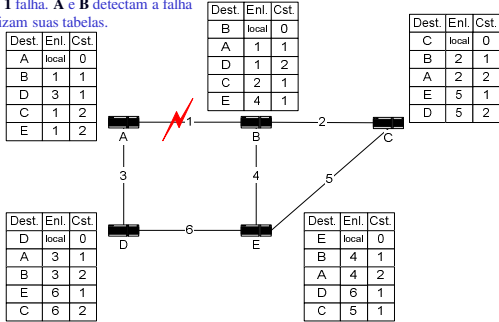 1 falha. A e B detectam a falha
izam suas tabelas.
Dest. Enl. Cst.
A local 0
B 1 1
D 3 1
C 1 2
E 1 2
Dest. Enl. Cst.
B local 0
A 1 1
D 1 2
C 2 1
E 4 1
Dest. Enl. Cst.
C local 0
B 2 1
A 2 2
E 5 1
D 5 2
1
2
A
B
C
3
4
5
6
D
E
Dest. Enl. Cst.
D local 0
A 3 1
B 3 2
E 6 1
C 6 2
Dest. Enl. Cst.
E local 0
B 4 1
A 4 2
D 6 1
C 5 1